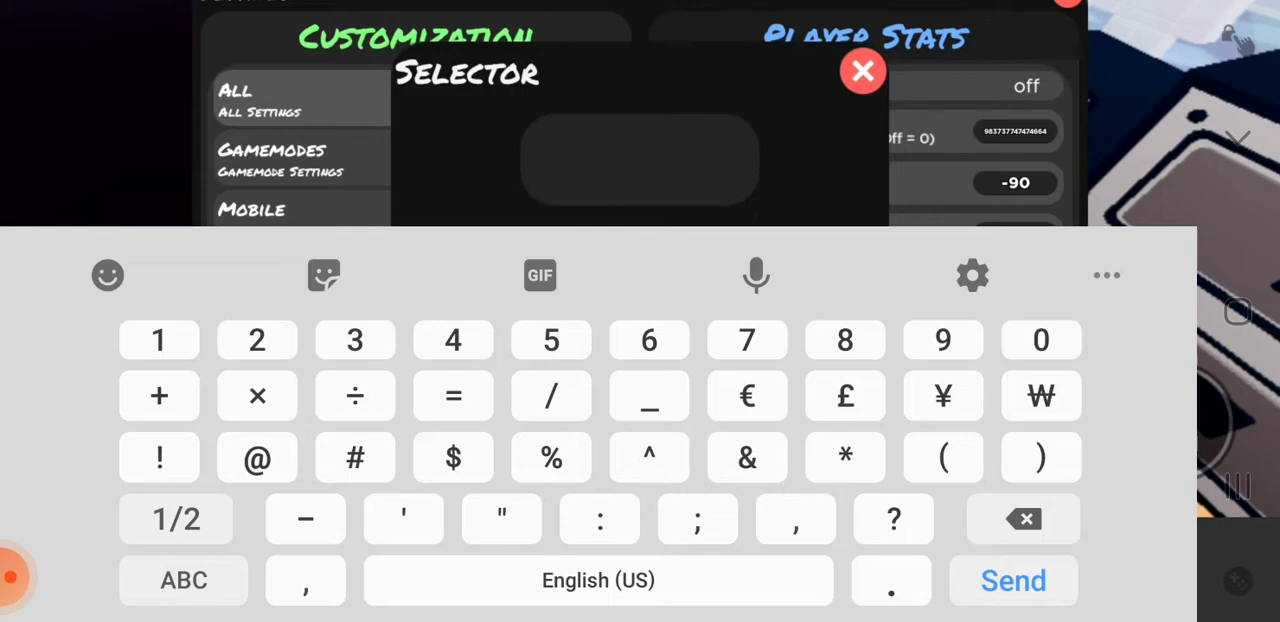 CUSTOMIZATION
PLAYER STATS
SELECTOR
ALL
ALL SETTINGS
off
= 0)
983737747474664
GAMEMODES
GAMEMODE SETTINGS
-90
MOBILE
GIF
1 2 3 4 5 6 7 8 9 0
+ × ÷ = / _ € £ ¥ ₩
! @ # $ % ^ & * ( )
1/2 - ' " : ; , ?
ABC , English (US) . Send